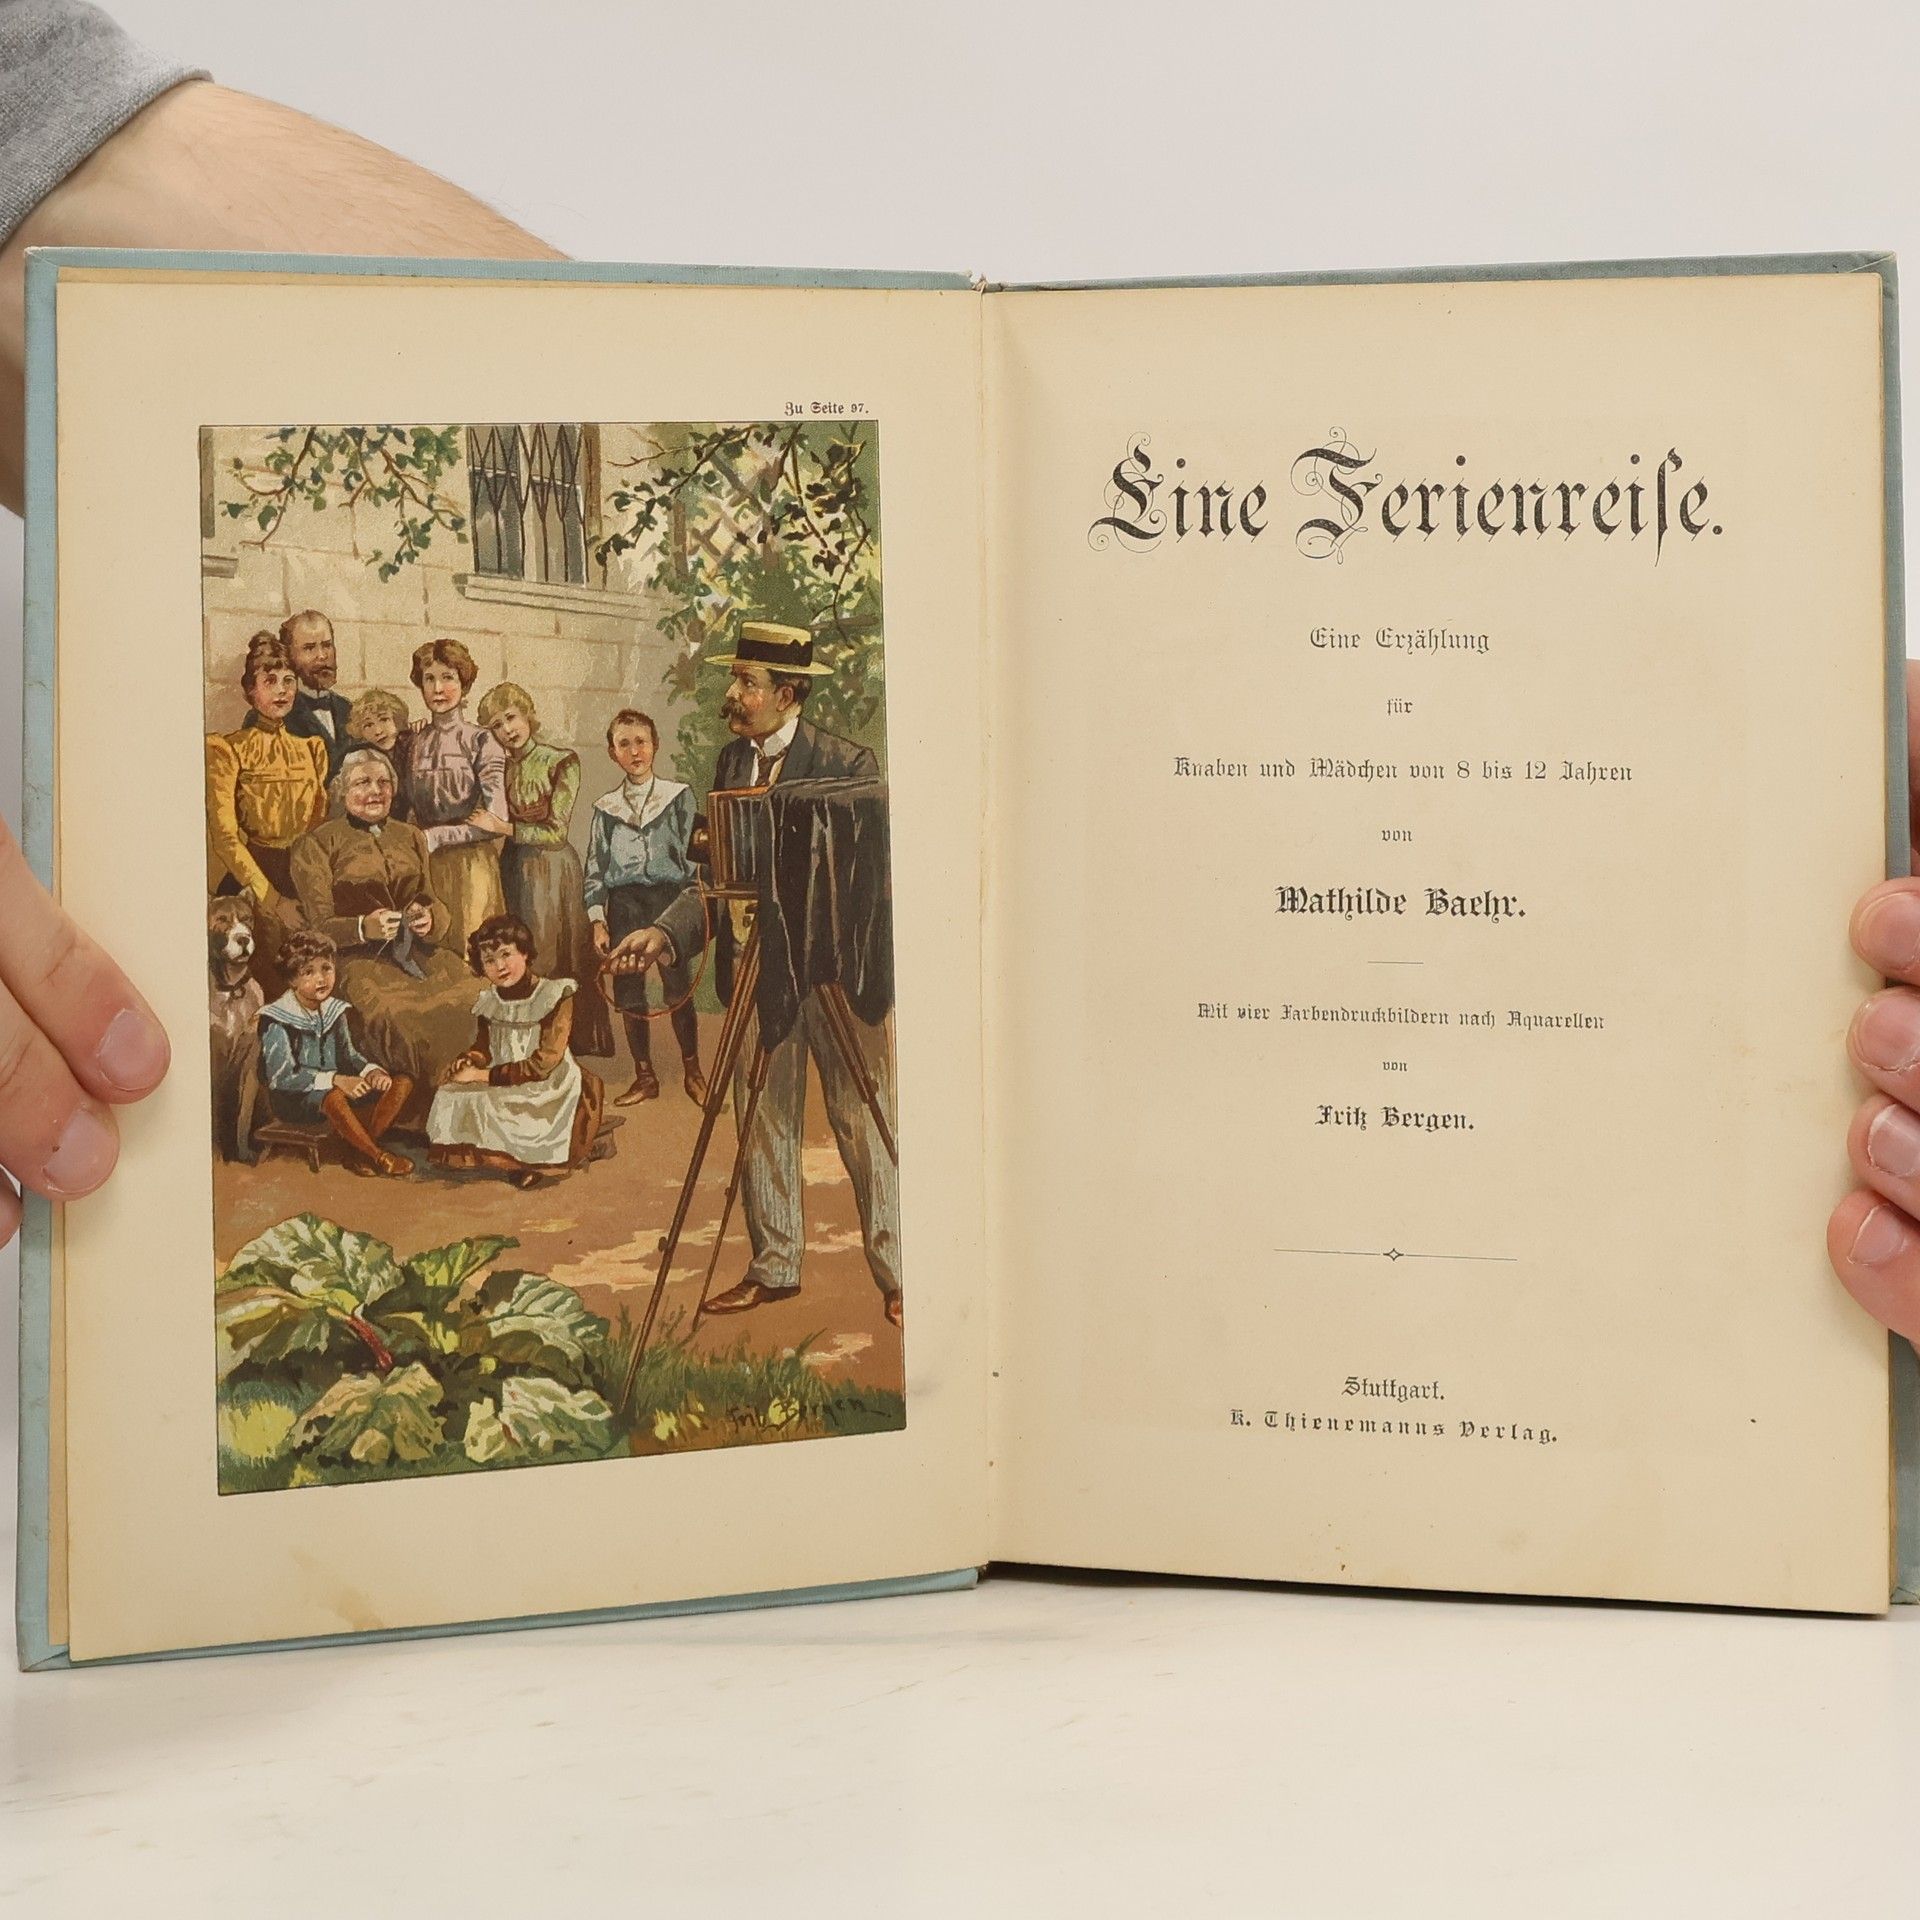 Zu Seite 97.
Fritz Bergen
Eine Ferienreiſe.
Eine Erzählung
für
Knaben und Mädchen von 8 bis 12 Jahren
von
Mathilde Baehr.
Mit vier Farbendruckbildern nach Aquarellen
von
Fritz Bergen.
Stuttgart.
K. Thienemanns Verlag.